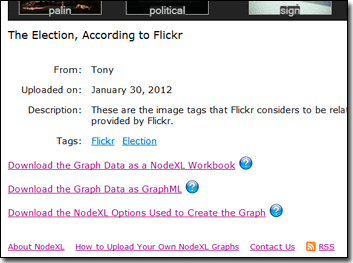 palin political sign
The Election, According to Flickr
From: Tony
Uploaded on: January 30, 2012
Description: These are the image tags that Flickr considers to be rela
provided by Flickr.
Tags: Flickr Election
Download the Graph Data as a NodeXL Workbook ?
Download the Graph Data as GraphML ?
Download the NodeXL Options Used to Create the Graph ?
About NodeXL How to Upload Your Own NodeXL Graphs Contact Us RSS